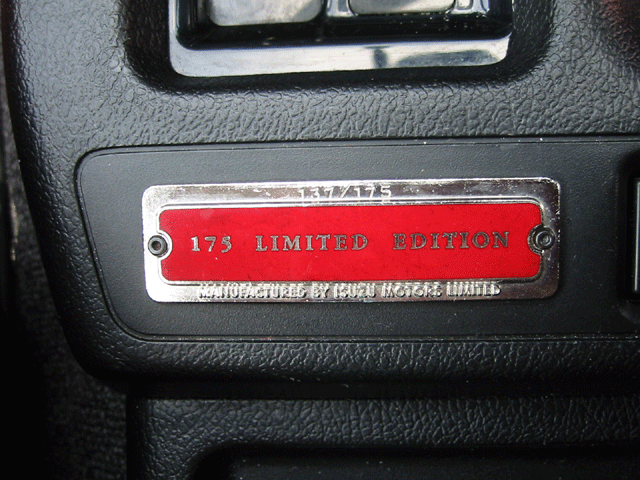 137/175
175 LIMITED EDITION
MANUFACTURED BY ISUZU MOTORS LIMITED